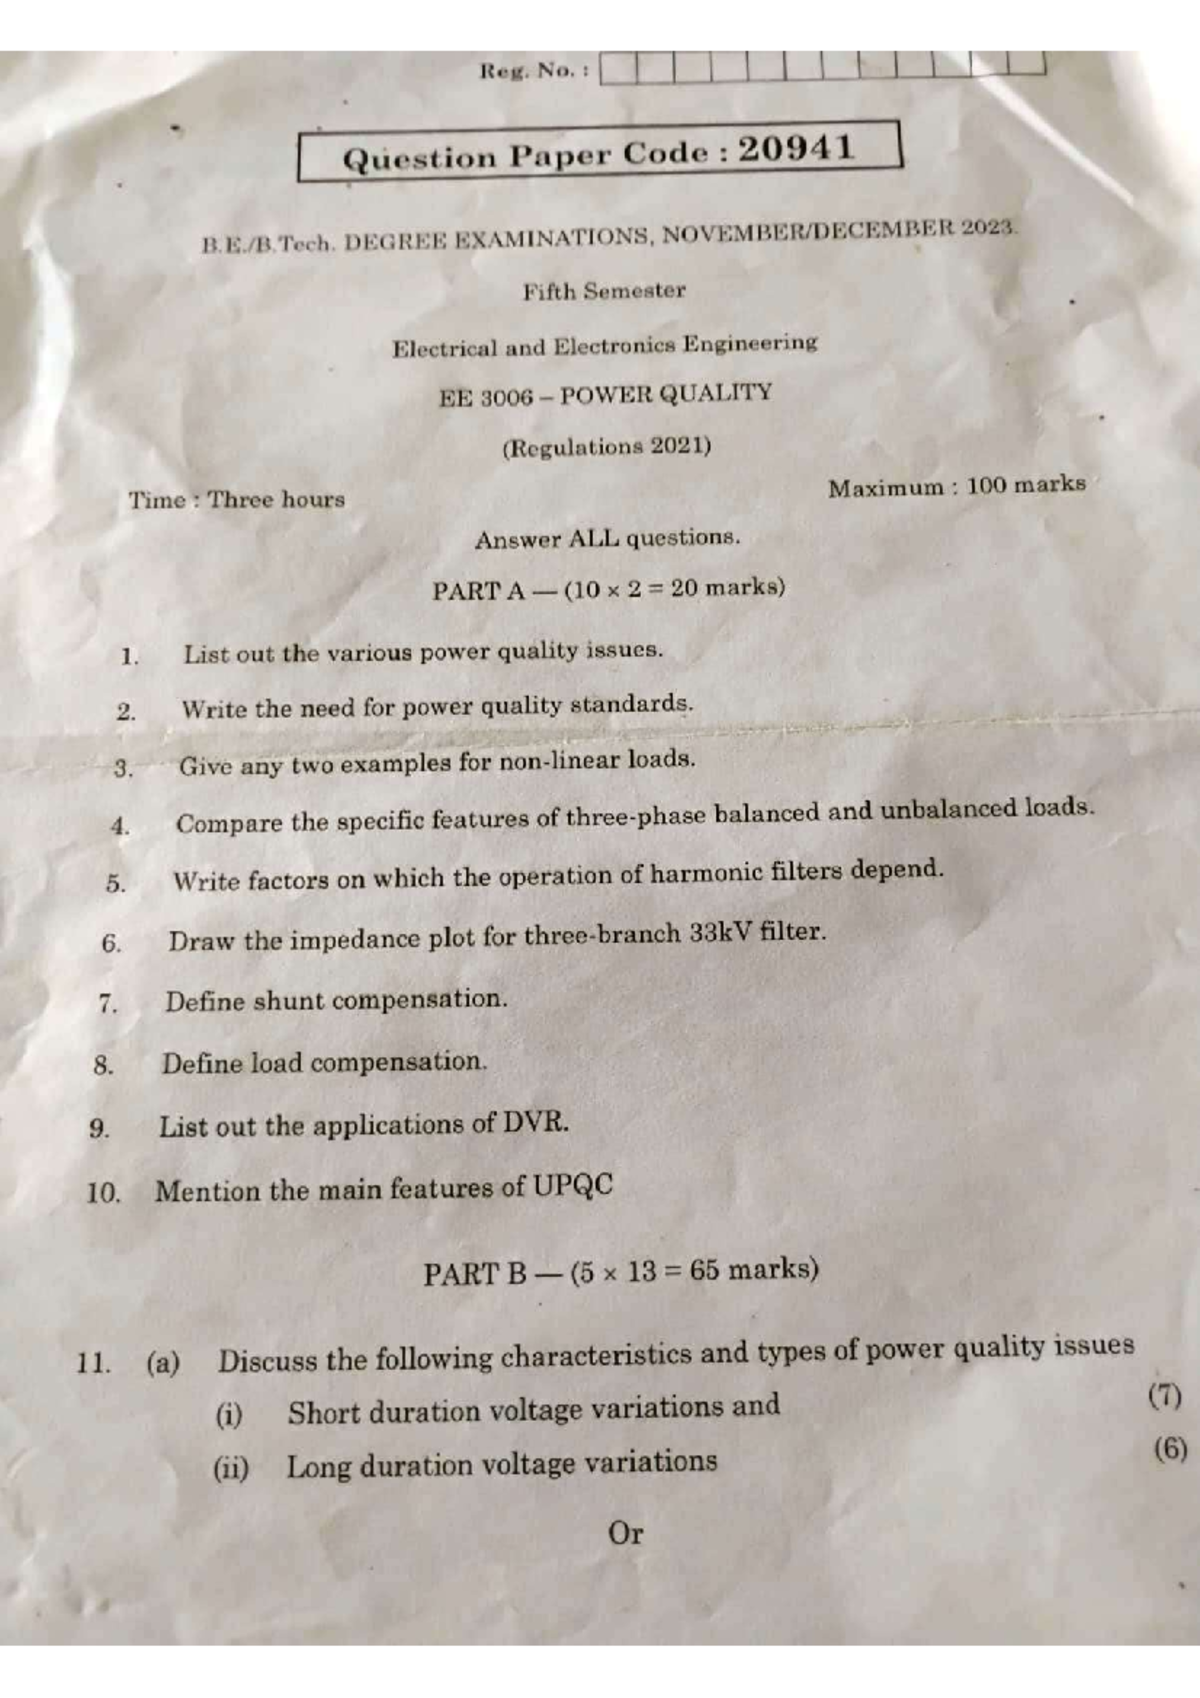 Reg. No. :
Question Paper Code : 20941
B.E./B.Tech. DEGREE EXAMINATIONS, NOVEMBER/DECEMBER 2023.
Fifth Semester
Electrical and Electronics Engineering
EE 3006 – POWER QUALITY
(Regulations 2021)
Time : Three hours Maximum : 100 marks
Answer ALL questions.
PART A — (10 × 2 = 20 marks)
1. List out the various power quality issues.
2. Write the need for power quality standards.
3. Give any two examples for non-linear loads.
4. Compare the specific features of three-phase balanced and unbalanced loads.
5. Write factors on which the operation of harmonic filters depend.
6. Draw the impedance plot for three-branch 33kV filter.
7. Define shunt compensation.
8. Define load compensation.
9. List out the applications of DVR.
10. Mention the main features of UPQC
PART B — (5 × 13 = 65 marks)
11. (a) Discuss the following characteristics and types of power quality issues
(i) Short duration voltage variations and (7)
(ii) Long duration voltage variations (6)
Or